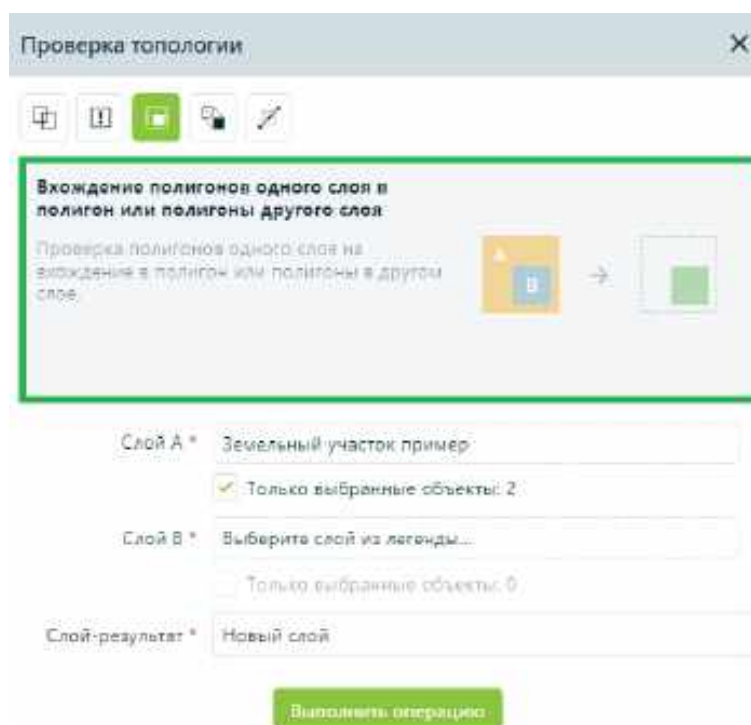 Проверка топологии
Вхождение полигонов одного слоя в
полигон или полигоны другого слоя
Проверка полигонов одного слоя на
вхождение в полигон или полигоны в другом
слое.
A
B
Слой A * Земельный участок пример
Только выбранные объекты: 2
Слой B * Выберите слой из легенды...
Только выбранные объекты: 0
Слой-результат * Новый слой
Выполнить операцию